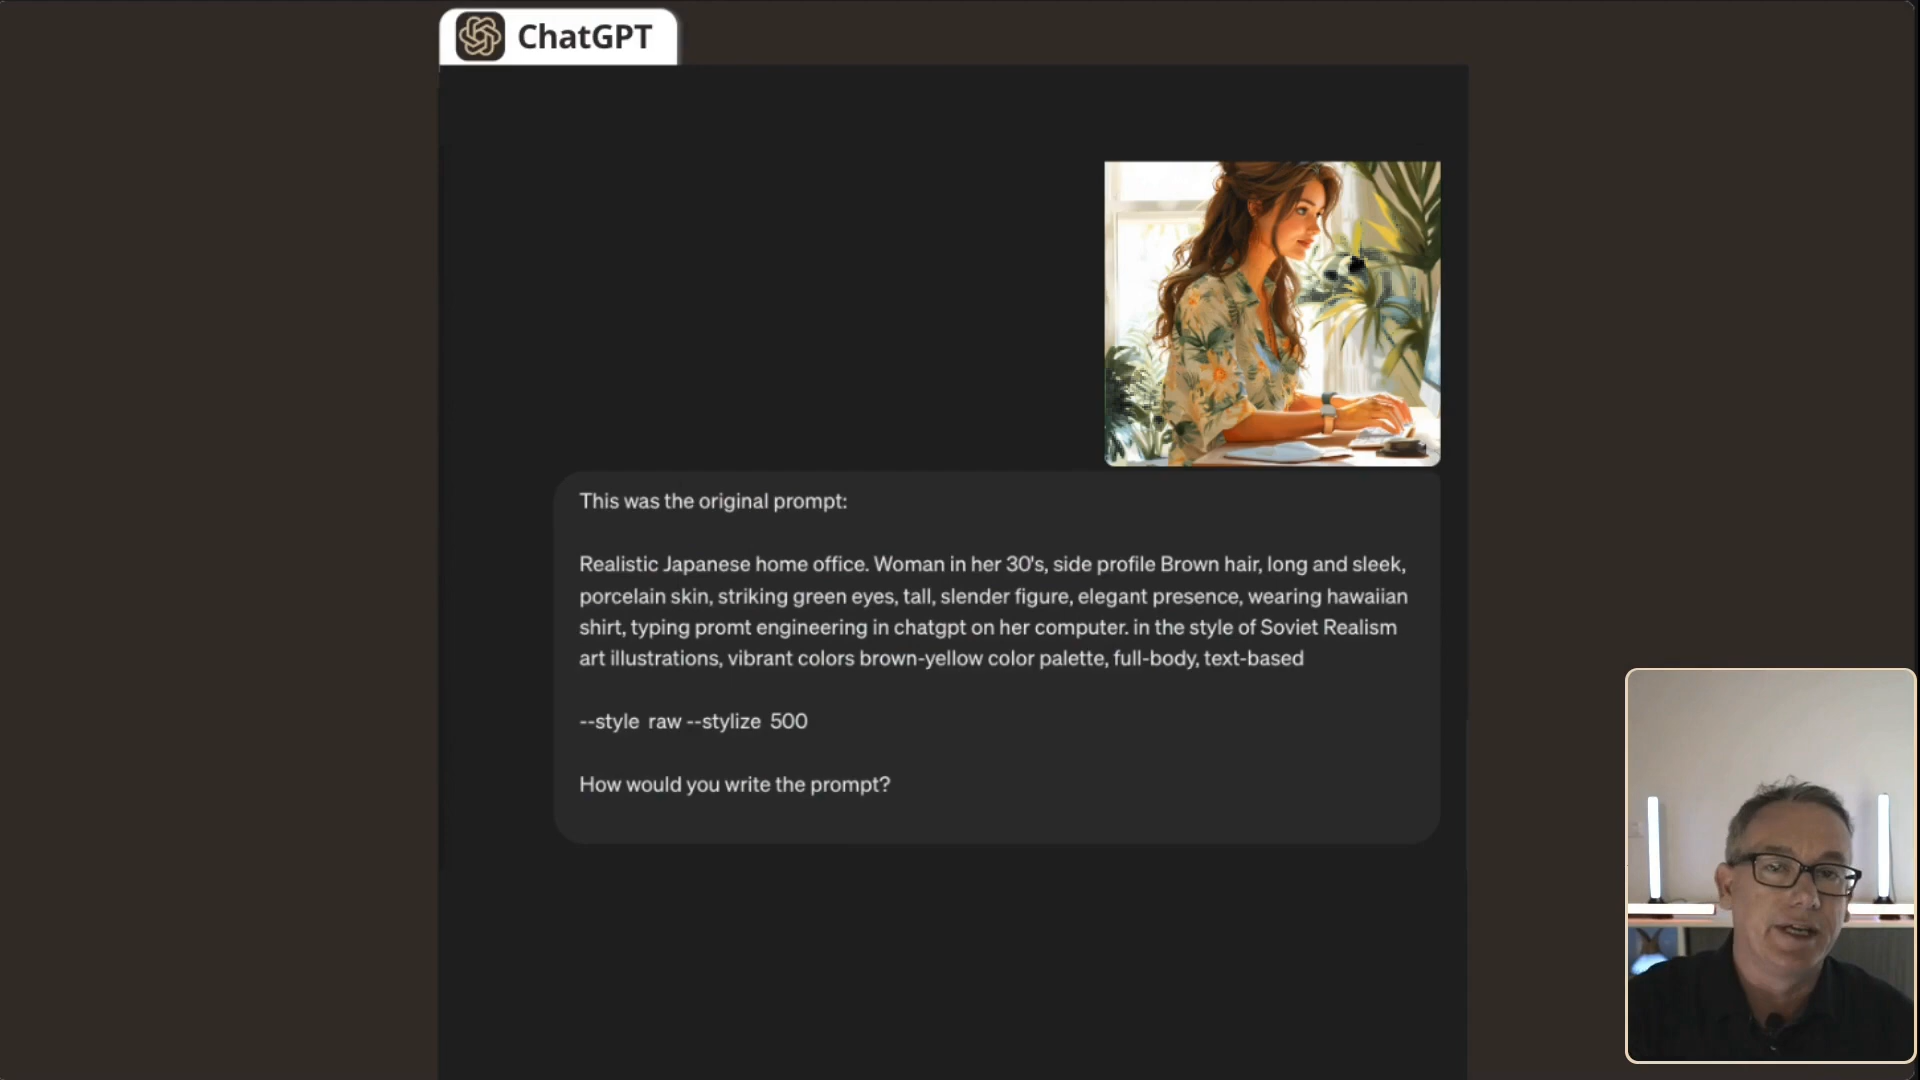 ChatGPT
This was the original prompt:
Realistic Japanese home office. Woman in her 30's, side profile Brown hair, long and sleek,
porcelain skin, striking green eyes, tall, slender figure, elegant presence, wearing hawaiian
shirt, typing promt engineering in chatgpt on her computer. in the style of Soviet Realism
art illustrations, vibrant colors brown-yellow color palette, full-body, text-based
--style raw --stylize 500
How would you write the prompt?